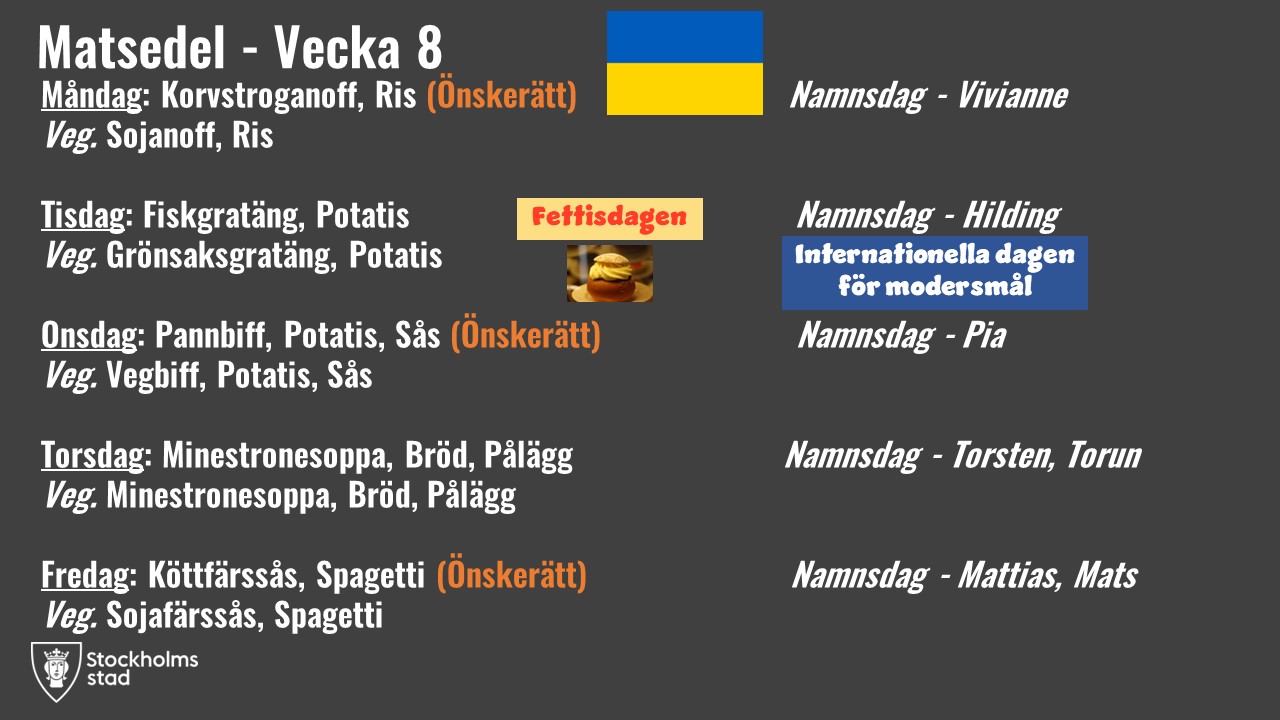 Matsedel - Vecka 8
Måndag: Korvstroganoff, Ris (Önskerätt)
Namnsdag - Vivianne
Veg. Sojanoff, Ris
Tisdag: Fiskgratäng, Potatis
Fettisdagen
Namnsdag - Hilding
Veg. Grönsaksgratäng, Potatis
Internationella dagen
för modersmål
Onsdag: Pannbiff, Potatis, Sås (Önskerätt)
Namnsdag - Pia
Veg. Vegbiff, Potatis, Sås
Torsdag: Minestronesoppa, Bröd, Pålägg
Namnsdag - Torsten, Torun
Veg. Minestronesoppa, Bröd, Pålägg
Fredag: Köttfärssås, Spagetti (Önskerätt)
Namnsdag - Mattias, Mats
Veg. Sojafärssås, Spagetti
Stockholms
stad